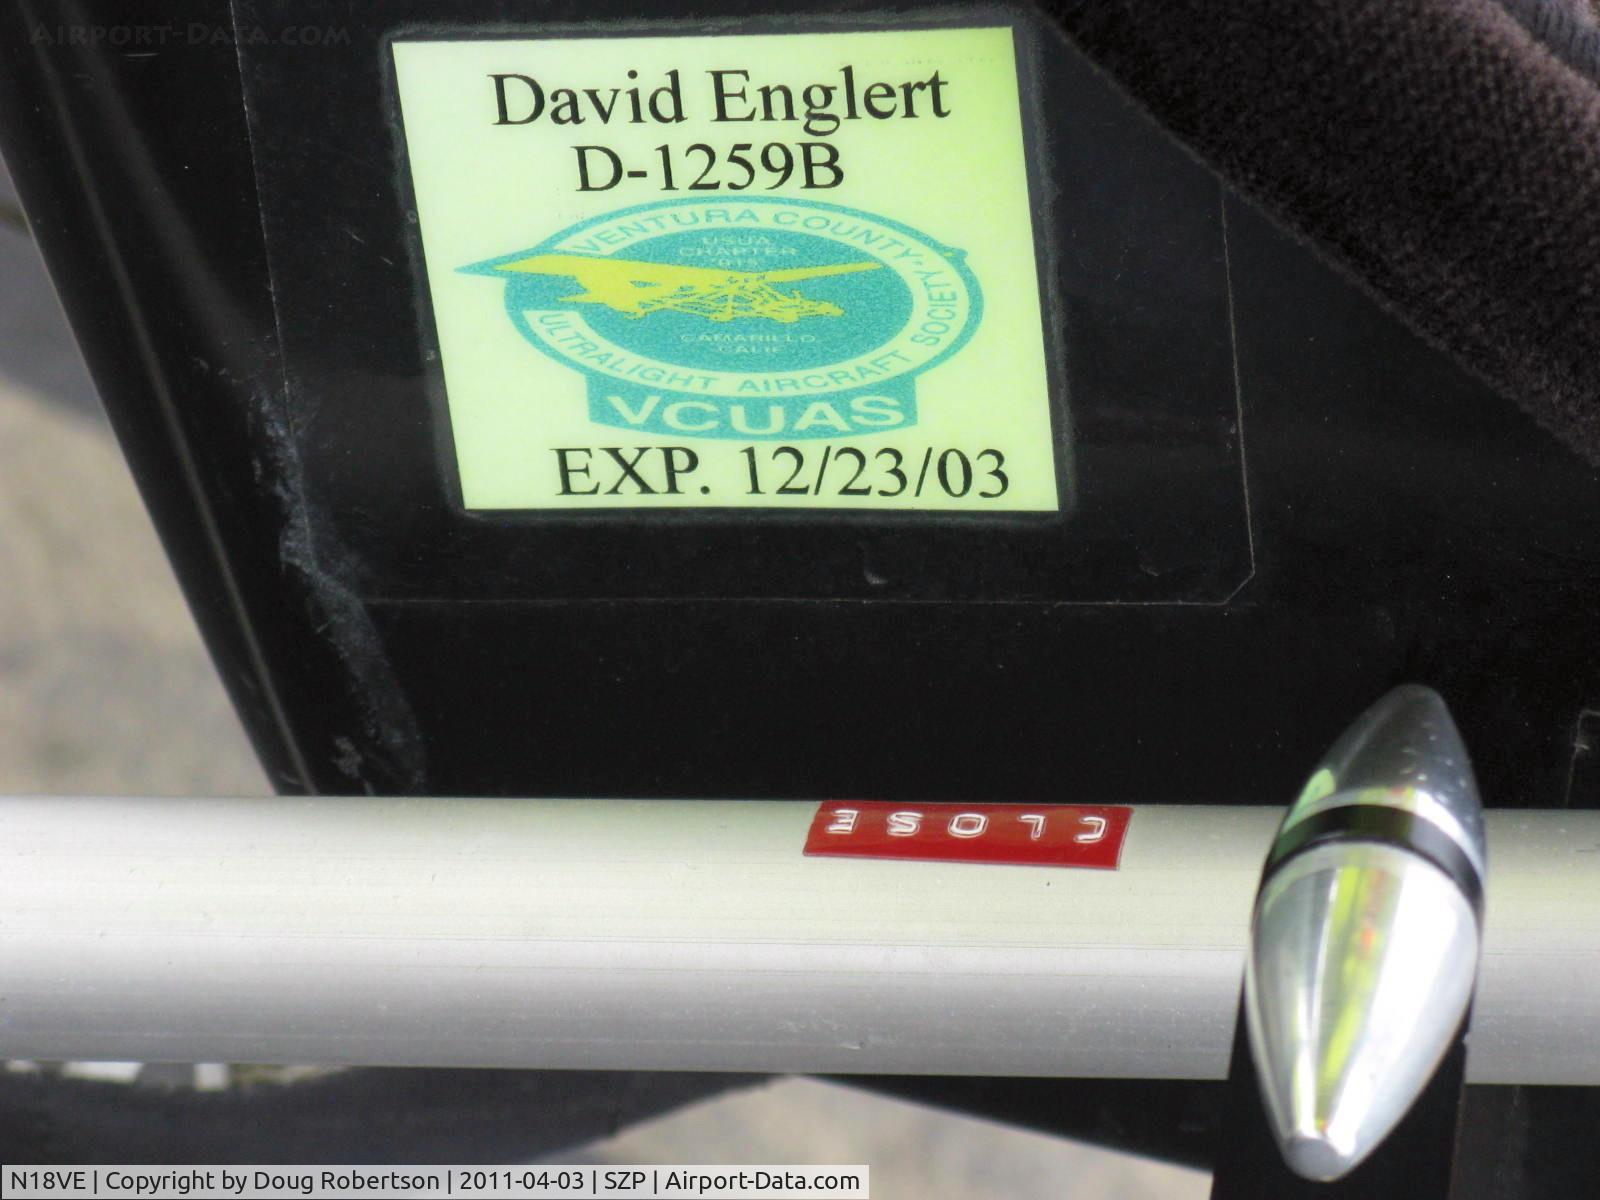 AIRPORT-DATA.COM
David Englert
D-1259B
VENTURA COUNTY
USUA
CHAPTER
CAMARILLO
CALIF
ULTRALIGHT AIRCRAFT SOCIETY
VCUAS
EXP. 12/23/03
CLOSE
N18VE | Copyright by Doug Robertson | 2011-04-03 | SZP | Airport-Data.com